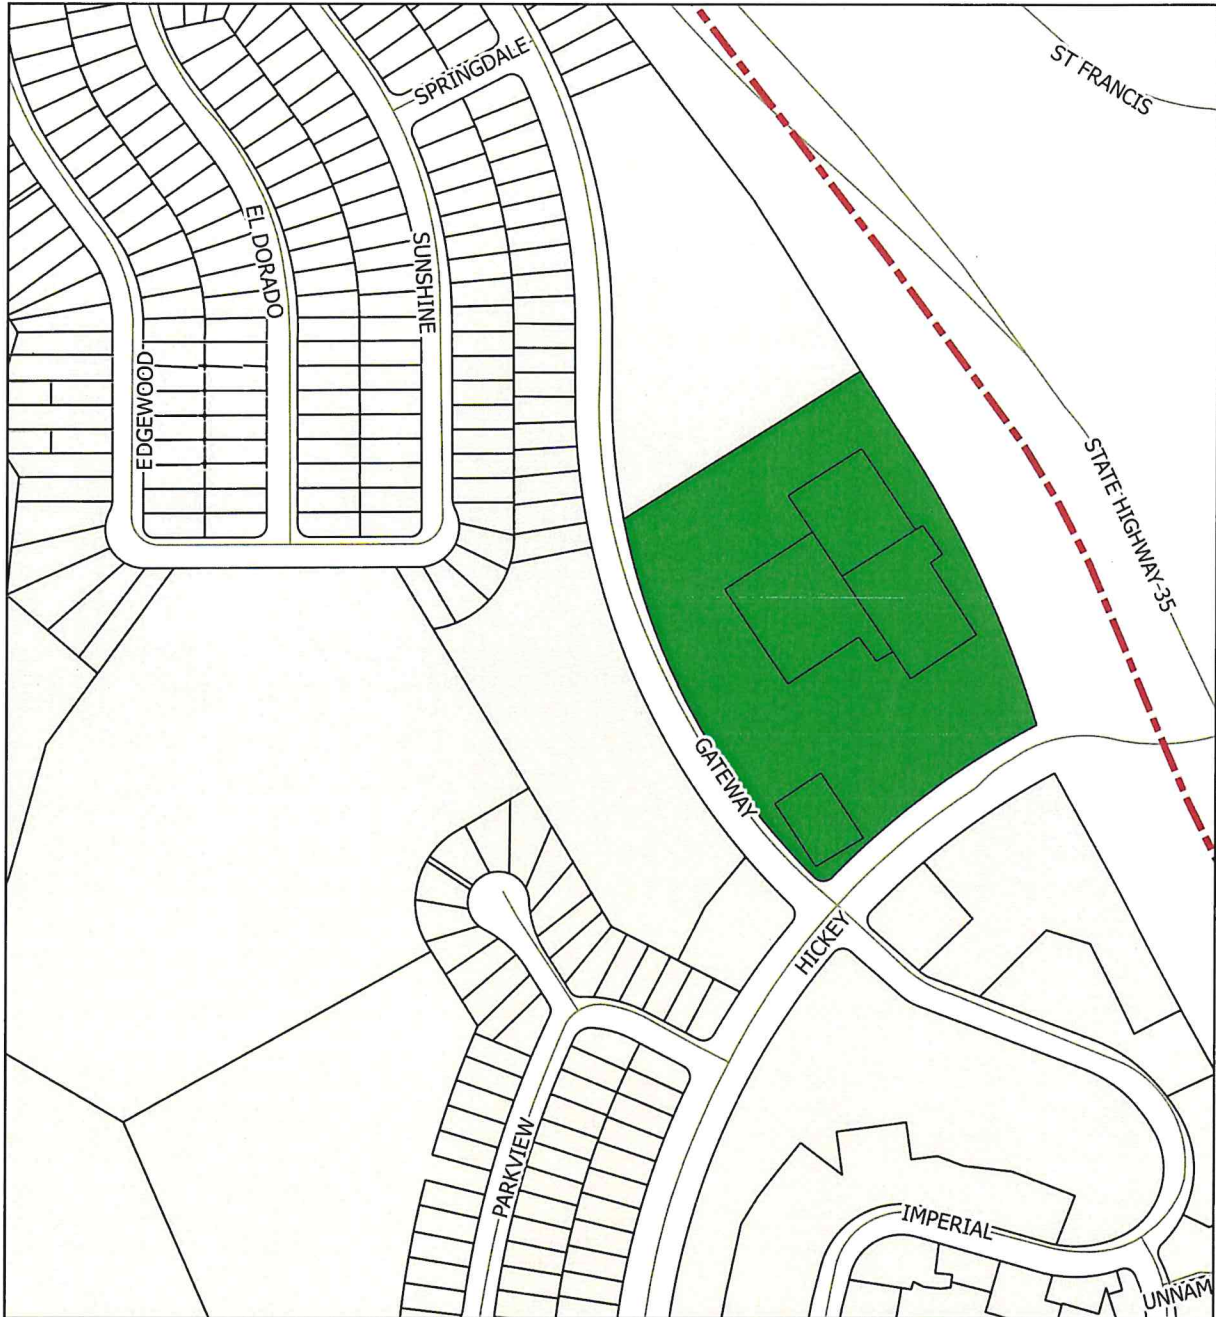 ST FRANCIS
SPRINGDALE
EL DORADO
SUNSHINE
EDGEWOOD
STATE HIGHWAY-35
GATEWAY
HICKEY
PARKVIEW
IMPERIAL
UNNAM